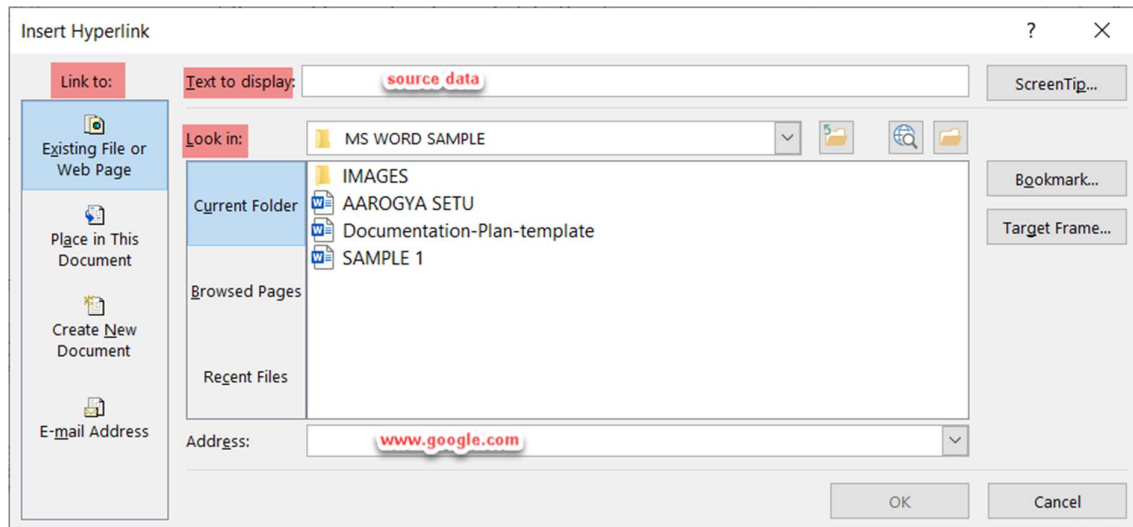 Insert Hyperlink
?
Link to:
Text to display:
source data
ScreenTip...
Existing File or
Web Page
Look in:
MS WORD SAMPLE
Current Folder
IMAGES
AAROGYA SETU
Documentation-Plan-template
SAMPLE 1
Bookmark...
Place in This
Document
Target Frame...
Browsed Pages
Create New
Document
Recent Files
E-mail Address
Address:
www.google.com
OK
Cancel